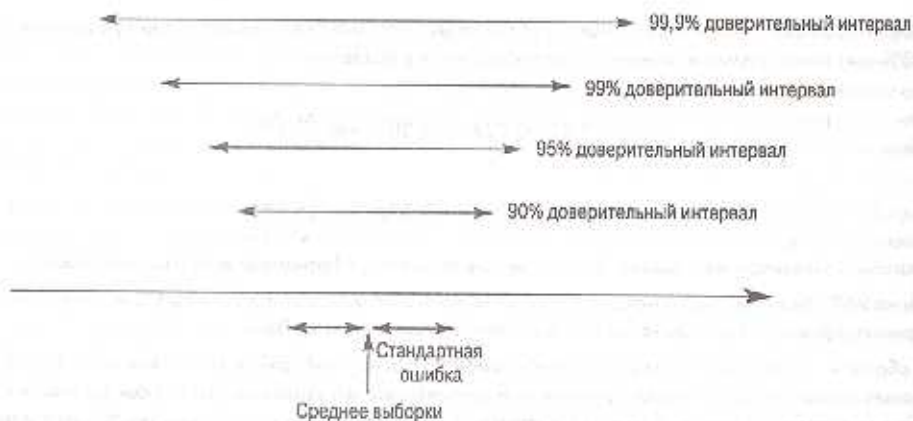 99,9% доверительный интервал
99% доверительный интервал
95% доверительный интервал
90% доверительный интервал
Стандартная
ошибка
Среднее выборки